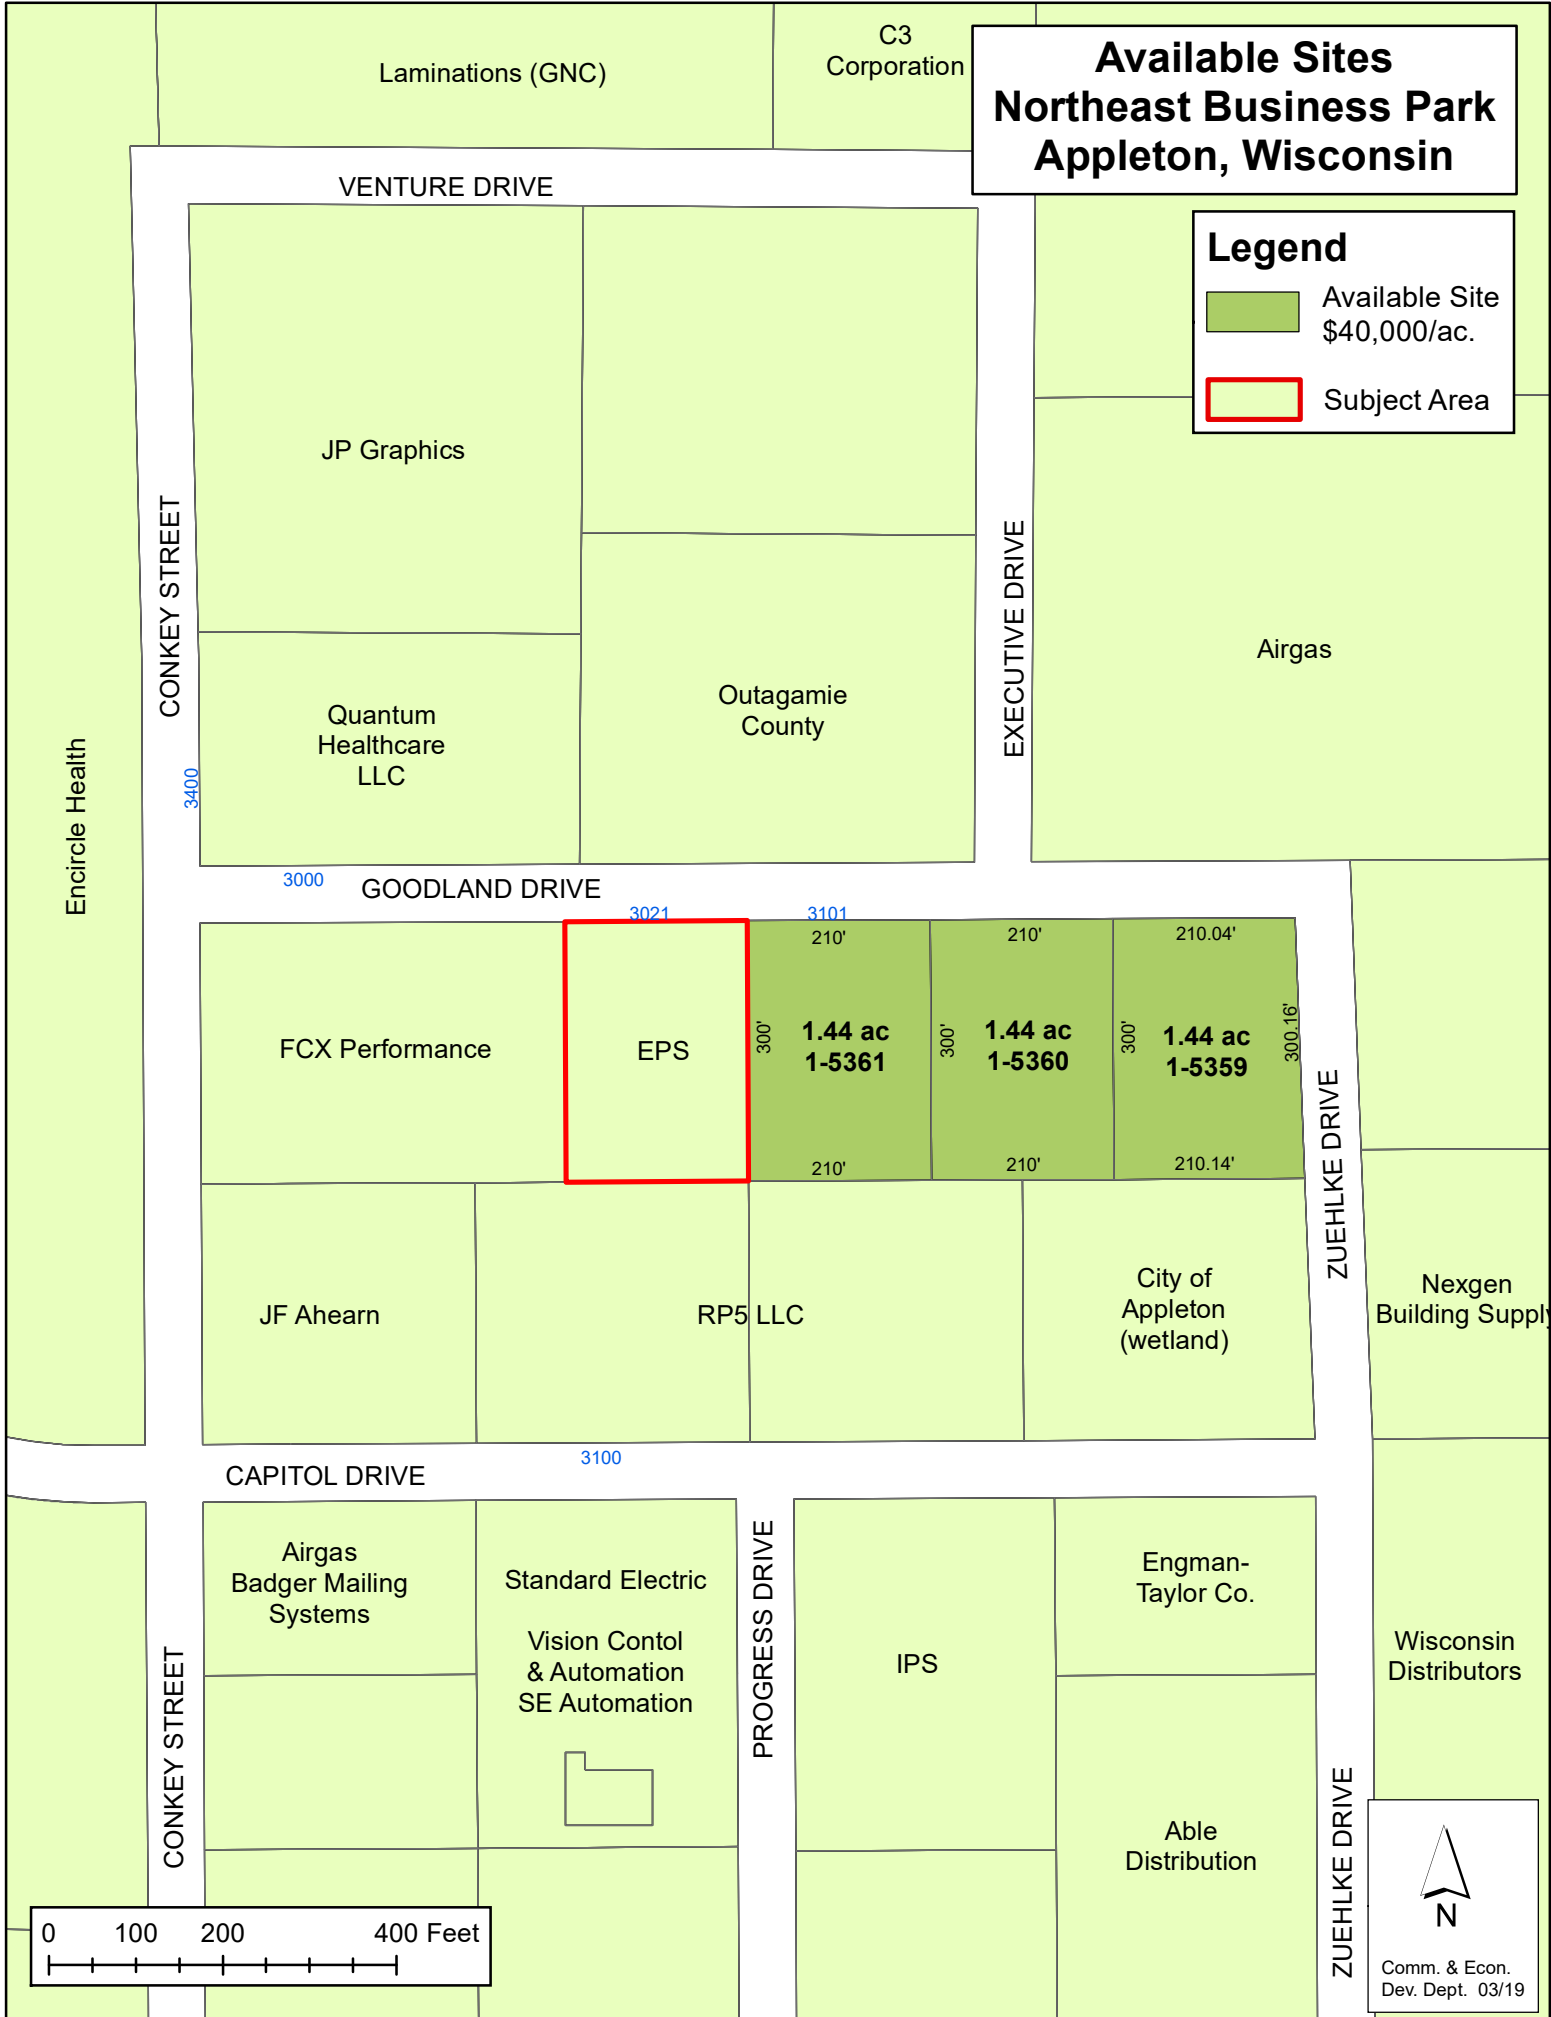 Laminations (GNC)
C3
Corporation
Available Sites
Northeast Business Park
Appleton, Wisconsin
VENTURE DRIVE
Legend
Available Site
$40,000/ac.
Subject Area
JP Graphics
CONKEY STREET
EXECUTIVE DRIVE
Airgas
Outagamie
County
Quantum
Healthcare
LLC
3400
Encircle Health
3000
GOODLAND DRIVE
3021
3101
210'
210'
210.04'
FCX Performance
EPS
300'
1.44 ac
1-5361
300'
1.44 ac
1-5360
300'
1.44 ac
1-5359
300.16'
210'
210'
210.14'
ZUEHLKE DRIVE
JF Ahearn
RP5 LLC
City of
Appleton
(wetland)
Nexgen
Building Supply
3100
CAPITOL DRIVE
Airgas
Badger Mailing
Systems
Standard Electric
Vision Contol
& Automation
SE Automation
PROGRESS DRIVE
Engman-
Taylor Co.
IPS
Wisconsin
Distributors
CONKEY STREET
Able
Distribution
ZUEHLKE DRIVE
N
Comm. & Econ.
Dev. Dept. 03/19
0 100 200 400 Feet